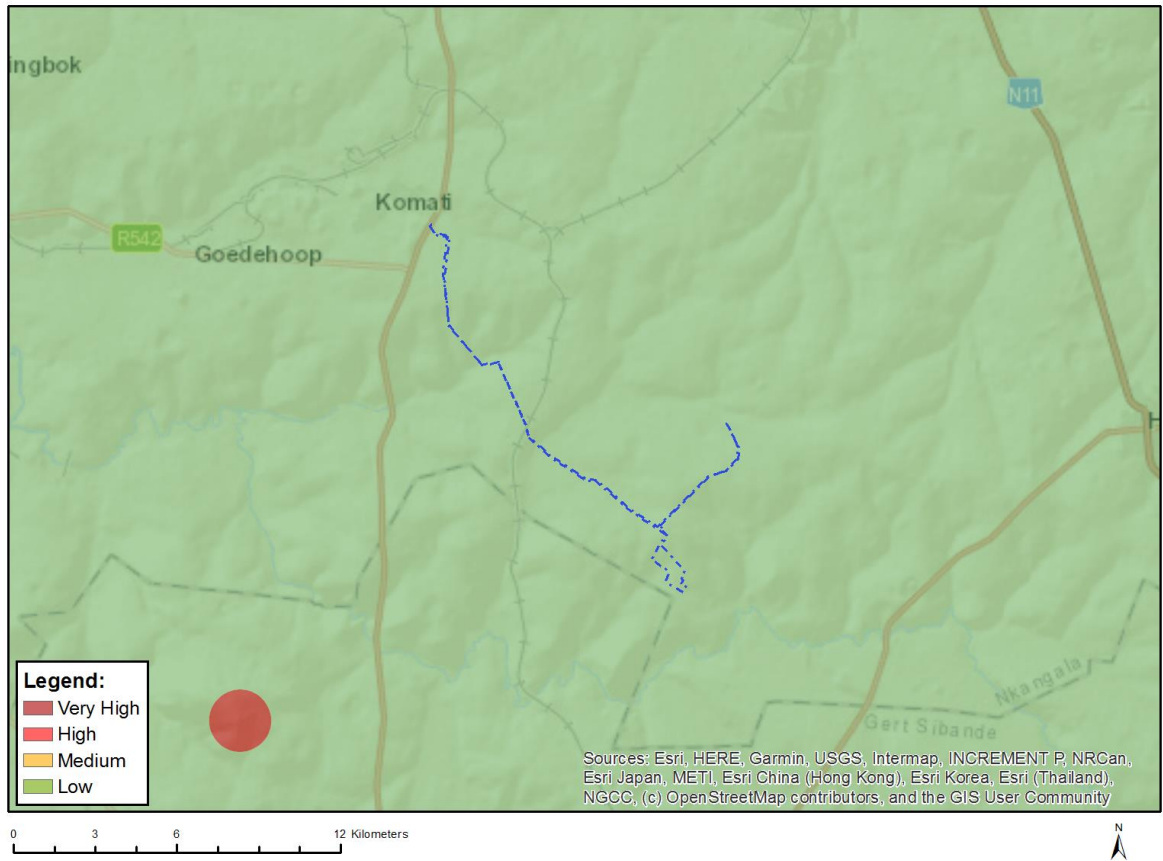 ingbok
N11
Komati
R542
Goedehoop
H
Nkangala
Gert Sibande
Legend:
Very High
High
Medium
Low
Sources: Esri, HERE, Garmin, USGS, Intermap, INCREMENT P, NRCan,
Esri Japan, METI, Esri China (Hong Kong), Esri Korea, Esri (Thailand),
NGCC, (c) OpenStreetMap contributors, and the GIS User Community
0 3 6 12 Kilometers
N